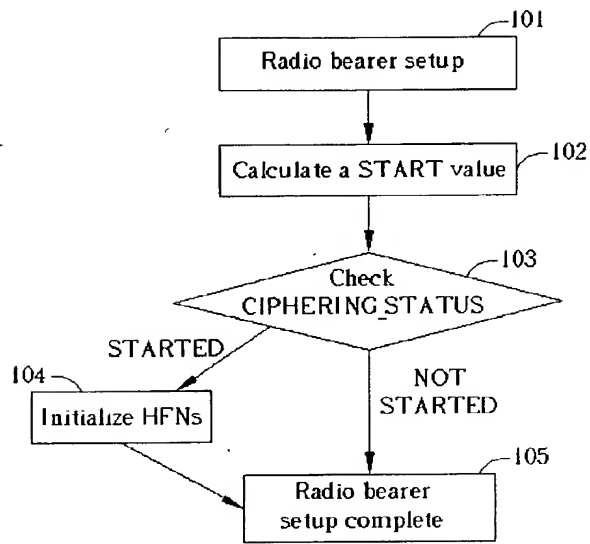 101
Radio bearer setup
102
Calculate a START value
103
Check
CIPHERING_STATUS
STARTED
NOT
STARTED
104
Initialize HFNs
105
Radio bearer
setup complete